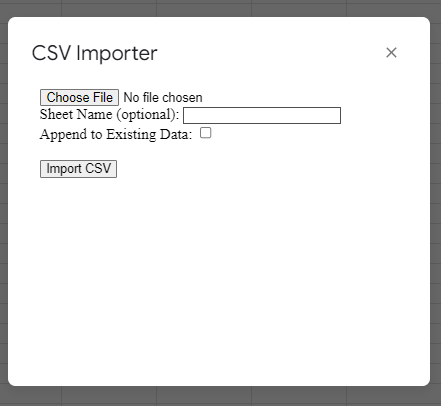 CSV Importer
Choose File No file chosen
Sheet Name (optional):
Append to Existing Data:
Import CSV